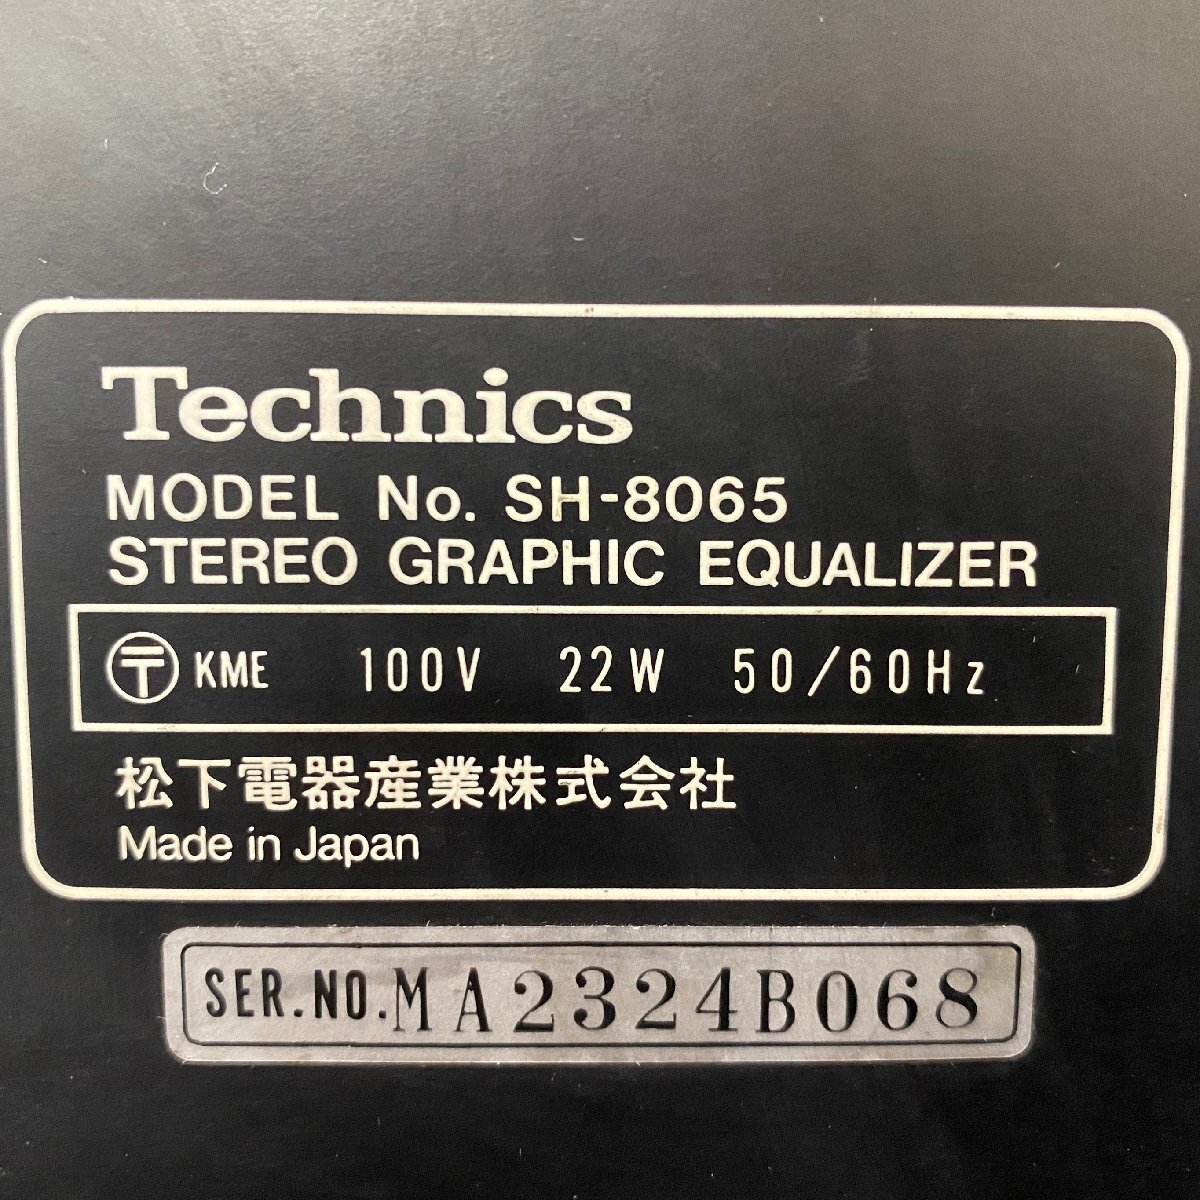 Technics
MODEL No. SH-8065
STEREO GRAPHIC EQUALIZER
〒 KME 100V 22W 50/60Hz
松下電器産業株式会社
Made in Japan
SER.NO.MA2324B068